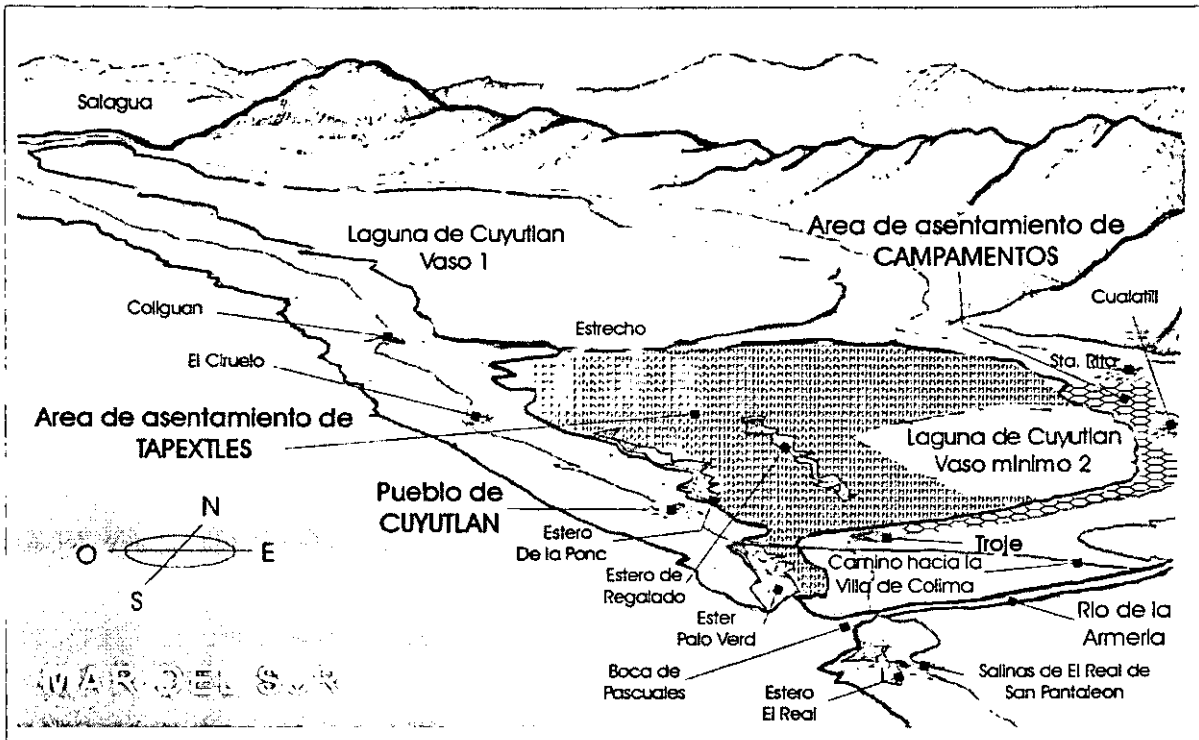 Salagua
Laguna de Cuyutlan
Vaso 1
Area de asentamiento de
CAMPAMENTOS
Coliguan
Estrecho
Cualatill
El Ciruelo
Sta. Rita
Area de asentamiento de
TAPEXTLES
Laguna de Cuyutlan
Vaso minimo 2
Pueblo de
CUYUTLAN
N
O
E
S
Estero
De la Ponc
Troje
Camino hacia la
Villa de Colima
Estero de
Regalado
Ester
Palo Verd
Rio de la
Armeria
Boca de
Pascuales
Estero
El Real
Salinas de El Real de
San Pantaleon
MAR DEL SUR